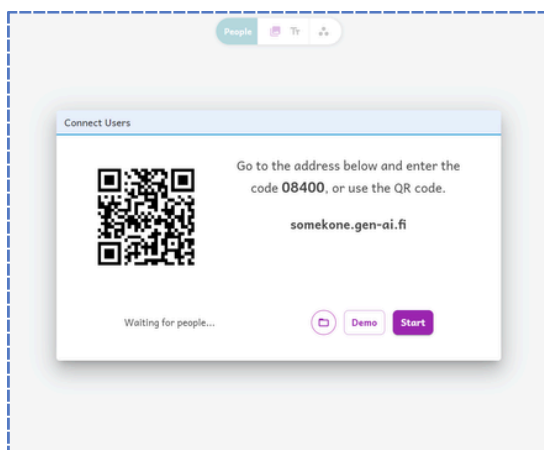 People Tr
Connect Users
Go to the address below and enter the
code 08400, or use the QR code.
somekone.gen-ai.fi
Waiting for people...
Demo Start